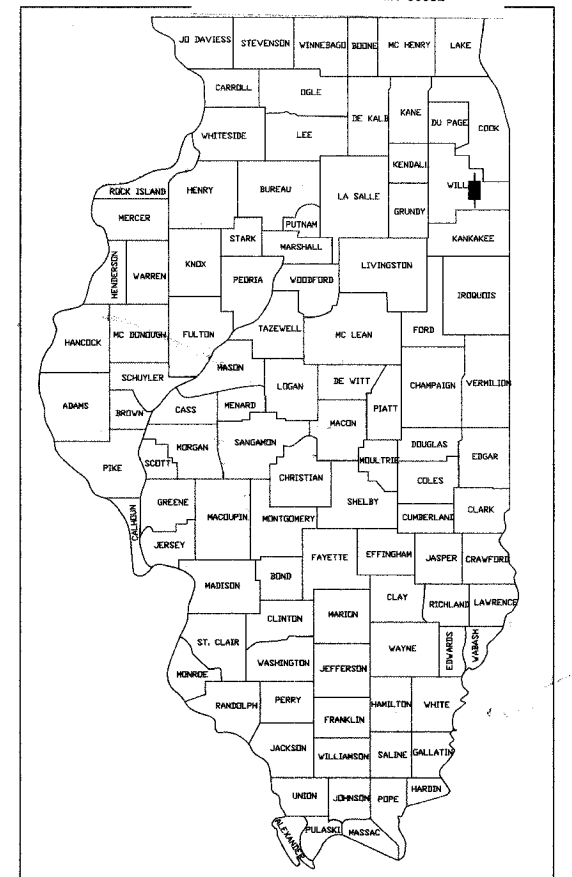 JO DAVIESS STEVENSON WINNEBAGO BOONE MC HENRY LAKE
CARROLL OGLE DE KALB KANE DU PAGE COOK
WHITESIDE LEE KENDALL WILL
ROCK ISLAND HENRY BUREAU LA SALLE GRUNDY
MERCER PUTNAM KANKAKEE
STARK MARSHALL
HENDERSON WARREN KNOX PEORIA WOODFORD LIVINGSTON IROQUOIS
HANCOCK MC DONOUGH FULTON TAZEWELL MC LEAN FORD
SCHUYLER MASON LOGAN DE WITT CHAMPAIGN VERMILION
ADAMS BROWN CASS MENARD PIATT
MACON
PIKE SCOTT MORGAN SANGAMON MOULTRIE DOUGLAS EDGAR
CHRISTIAN COLES
CALHOUN GREENE MACOUPIN MONTGOMERY SHELBY CUMBERLAND CLARK
JERSEY FAYETTE EFFINGHAM JASPER CRAWFORD
MADISON BOND CLAY RICHLAND LAWRENCE
CLINTON MARION
ST. CLAIR WAYNE EDWARDS WABASH
WASHINGTON JEFFERSON
MONROE
RANDOLPH PERRY HAMILTON WHITE
FRANKLIN
JACKSON WILLIAMSON SALINE GALLATIN
UNION JOHNSON POPE HARDIN
ALEXANDER PULASKI MASSAC